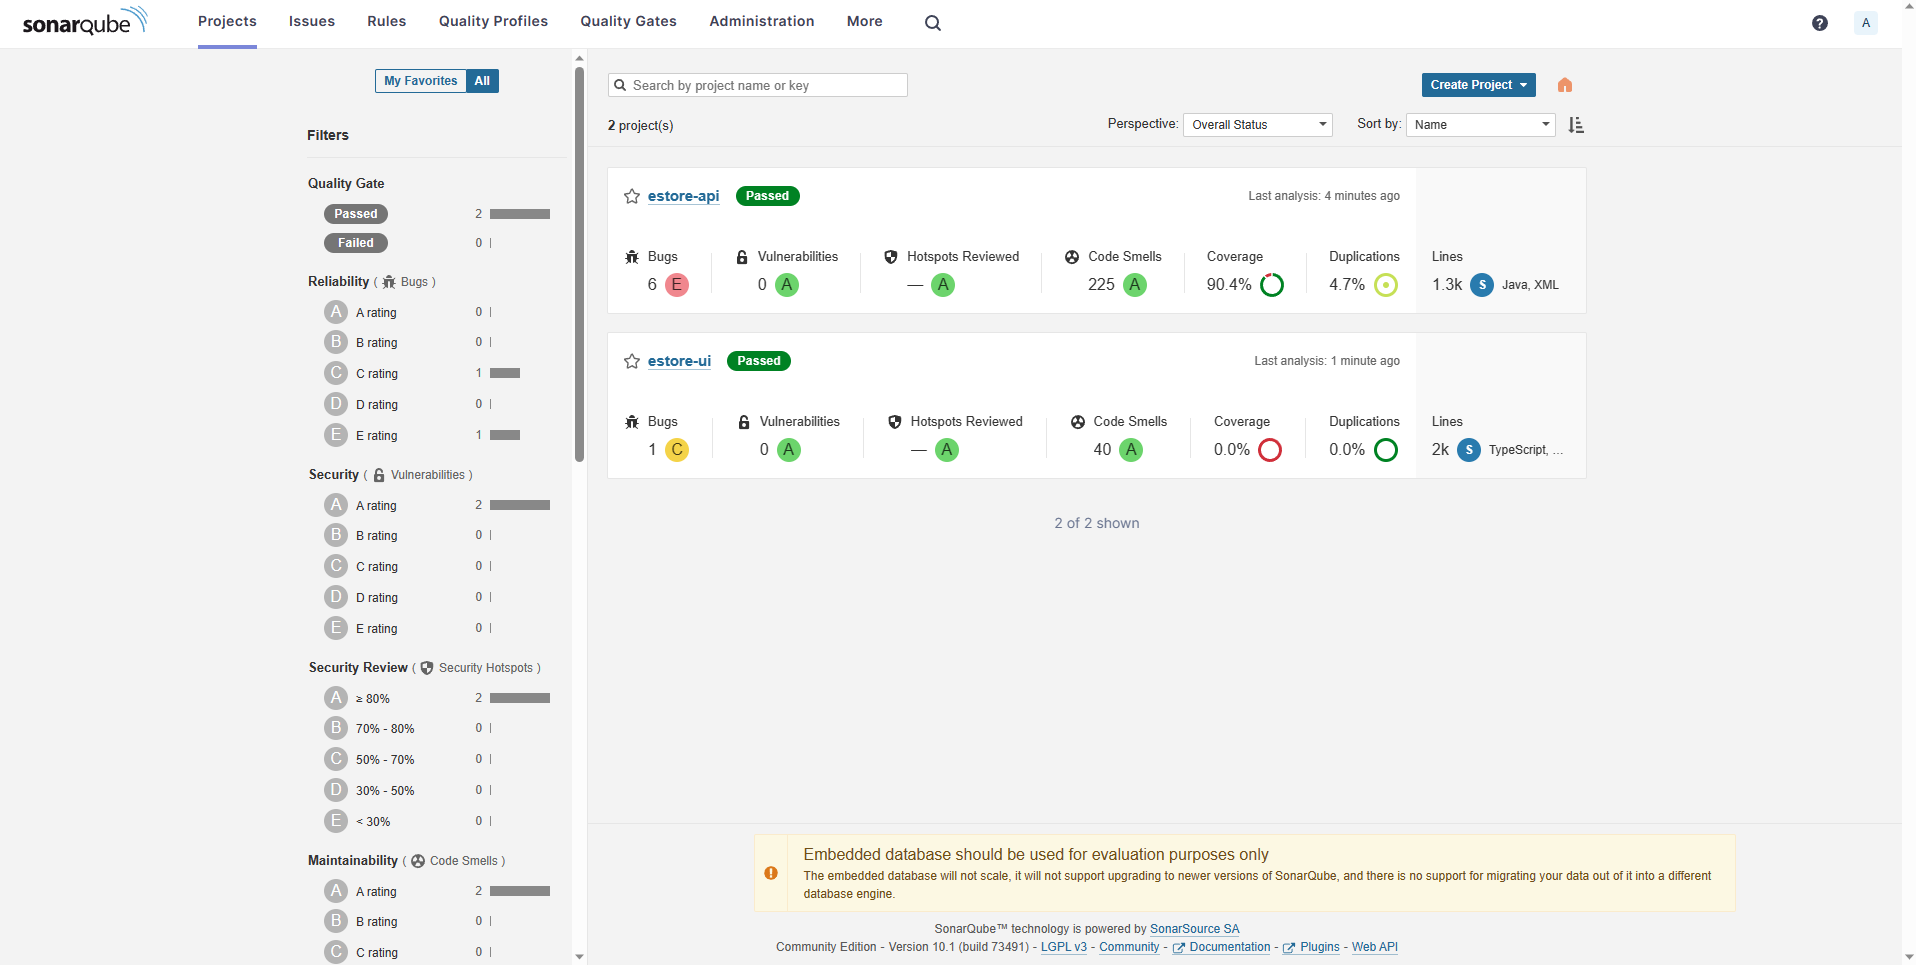 sonarqube Projects Issues Rules Quality Profiles Quality Gates Administration More ? A
My Favorites All
Filters
Quality Gate
Passed 2
Failed 0
Reliability ( Bugs )
A A rating 0
B B rating 0
C C rating 1
D D rating 0
E E rating 1
Security ( Vulnerabilities )
A A rating 2
B B rating 0
C C rating 0
D D rating 0
E E rating 0
Security Review ( Security Hotspots )
A ≥ 80% 2
B 70% - 80% 0
C 50% - 70% 0
D 30% - 50% 0
E < 30% 0
Maintainability ( Code Smells )
A A rating 2
B B rating 0
C C rating 0
Search by project name or key Create Project
2 project(s) Perspective: Overall Status Sort by: Name
estore-api Passed Last analysis: 4 minutes ago
Bugs Vulnerabilities Hotspots Reviewed Code Smells Coverage Duplications Lines
6 E 0 A — A 225 A 90.4% 4.7% 1.3k S Java, XML
estore-ui Passed Last analysis: 1 minute ago
Bugs Vulnerabilities Hotspots Reviewed Code Smells Coverage Duplications Lines
1 C 0 A — A 40 A 0.0% 0.0% 2k S TypeScript, ...
2 of 2 shown
Embedded database should be used for evaluation purposes only
The embedded database will not scale, it will not support upgrading to newer versions of SonarQube, and there is no support for migrating your data out of it into a different
database engine.
SonarQube™ technology is powered by SonarSource SA
Community Edition - Version 10.1 (build 73491) - LGPL v3 - Community - Documentation - Plugins - Web API